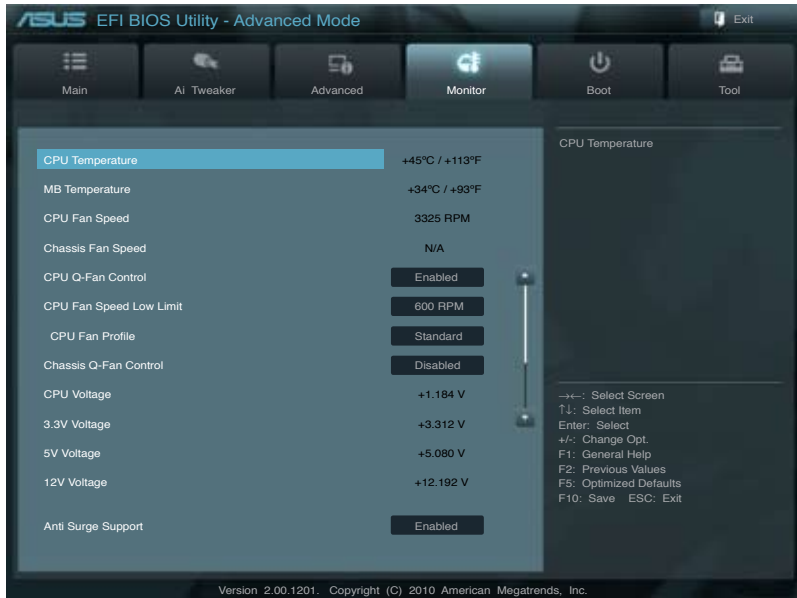 ASUS EFI BIOS Utility - Advanced Mode
Exit
Main
Ai Tweaker
Advanced
Monitor
Boot
Tool
CPU Temperature +45ºC / +113ºF
MB Temperature +34ºC / +93ºF
CPU Fan Speed 3325 RPM
Chassis Fan Speed N/A
CPU Q-Fan Control Enabled
CPU Fan Speed Low Limit 600 RPM
CPU Fan Profile Standard
Chassis Q-Fan Control Disabled
CPU Voltage +1.184 V
3.3V Voltage +3.312 V
5V Voltage +5.080 V
12V Voltage +12.192 V
Anti Surge Support Enabled
CPU Temperature
→←: Select Screen
↑↓: Select Item
Enter: Select
+/-: Change Opt.
F1: General Help
F2: Previous Values
F5: Optimized Defaults
F10: Save ESC: Exit
Version 2.00.1201. Copyright (C) 2010 American Megatrends, Inc.